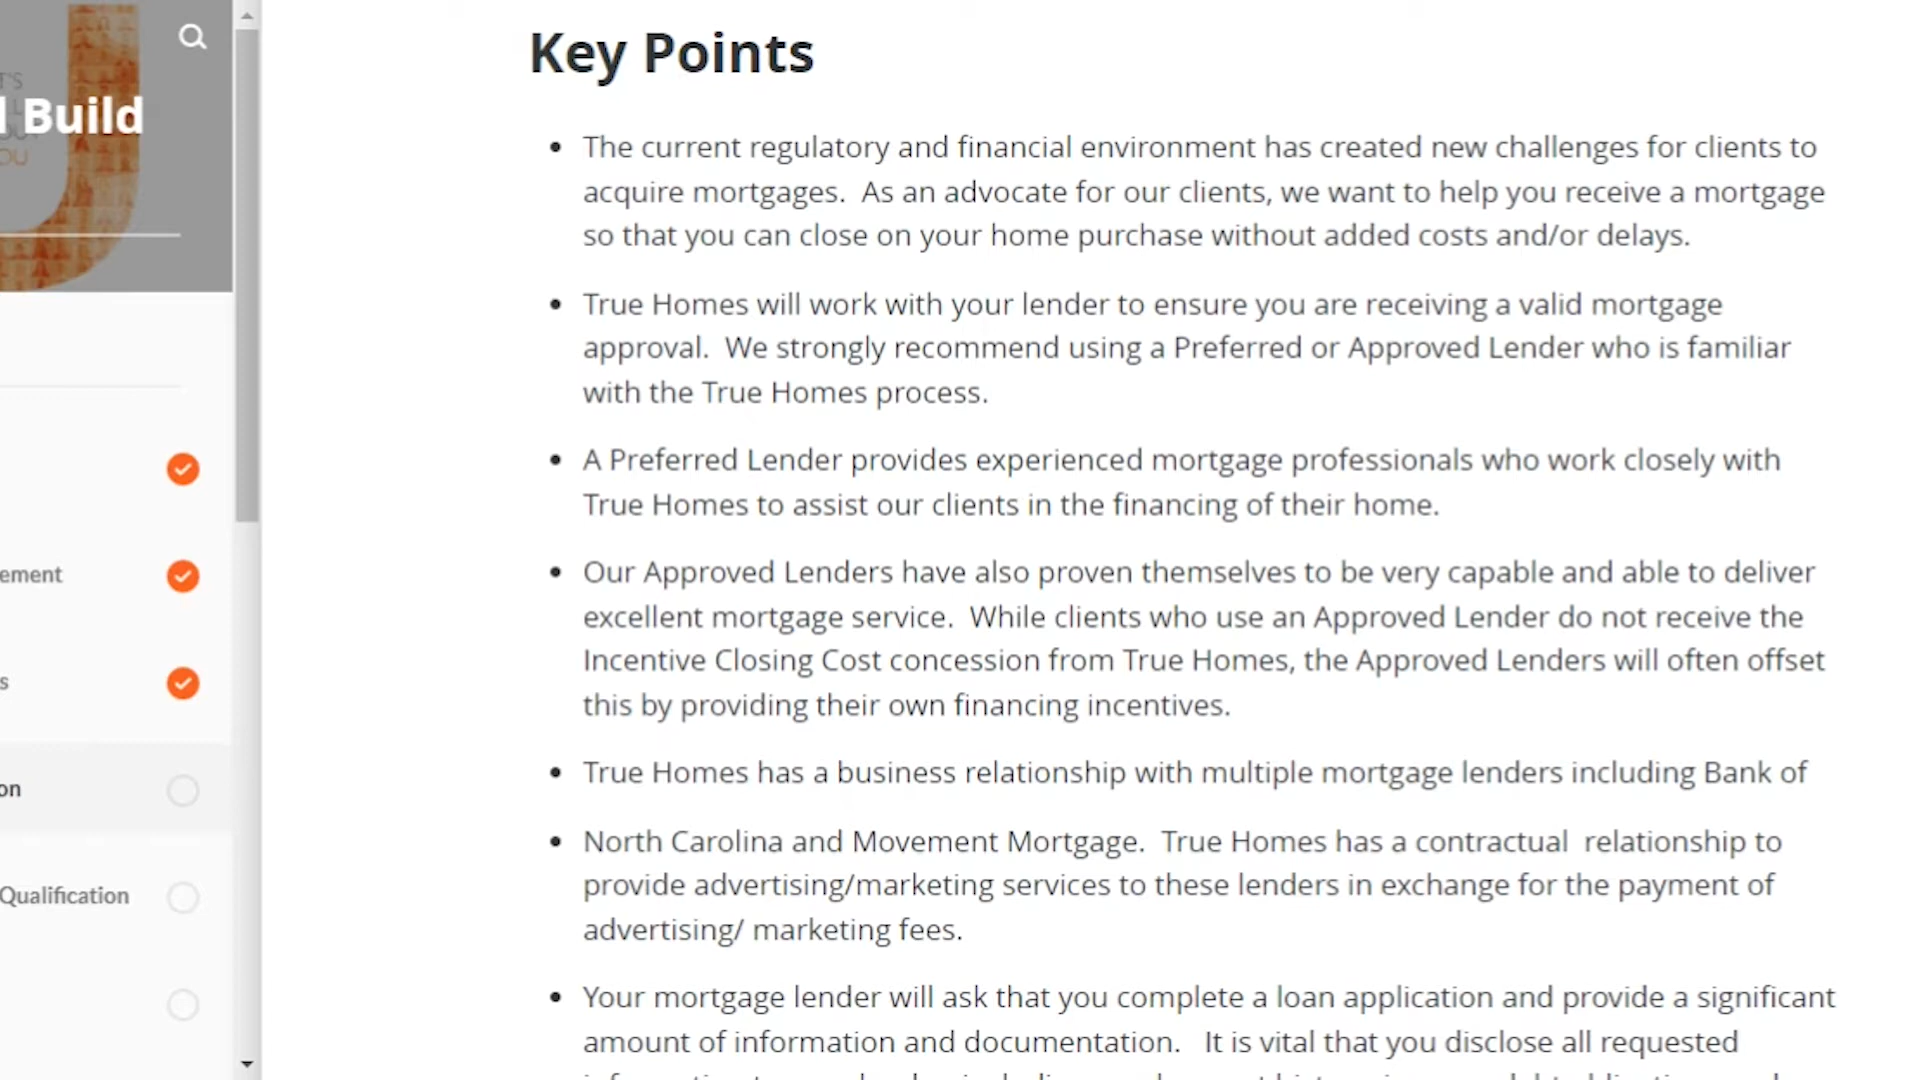 Key Points
T'S
Build
OU
ement
s
on
Qualification
• The current regulatory and financial environment has created new challenges for clients to
acquire mortgages.  As an advocate for our clients, we want to help you receive a mortgage
so that you can close on your home purchase without added costs and/or delays.
• True Homes will work with your lender to ensure you are receiving a valid mortgage
approval.  We strongly recommend using a Preferred or Approved Lender who is familiar
with the True Homes process.
• A Preferred Lender provides experienced mortgage professionals who work closely with
True Homes to assist our clients in the financing of their home.
• Our Approved Lenders have also proven themselves to be very capable and able to deliver
excellent mortgage service.  While clients who use an Approved Lender do not receive the
Incentive Closing Cost concession from True Homes, the Approved Lenders will often offset
this by providing their own financing incentives.
• True Homes has a business relationship with multiple mortgage lenders including Bank of
• North Carolina and Movement Mortgage.  True Homes has a contractual  relationship to
provide advertising/marketing services to these lenders in exchange for the payment of
advertising/ marketing fees.
• Your mortgage lender will ask that you complete a loan application and provide a significant
amount of information and documentation.   It is vital that you disclose all requested